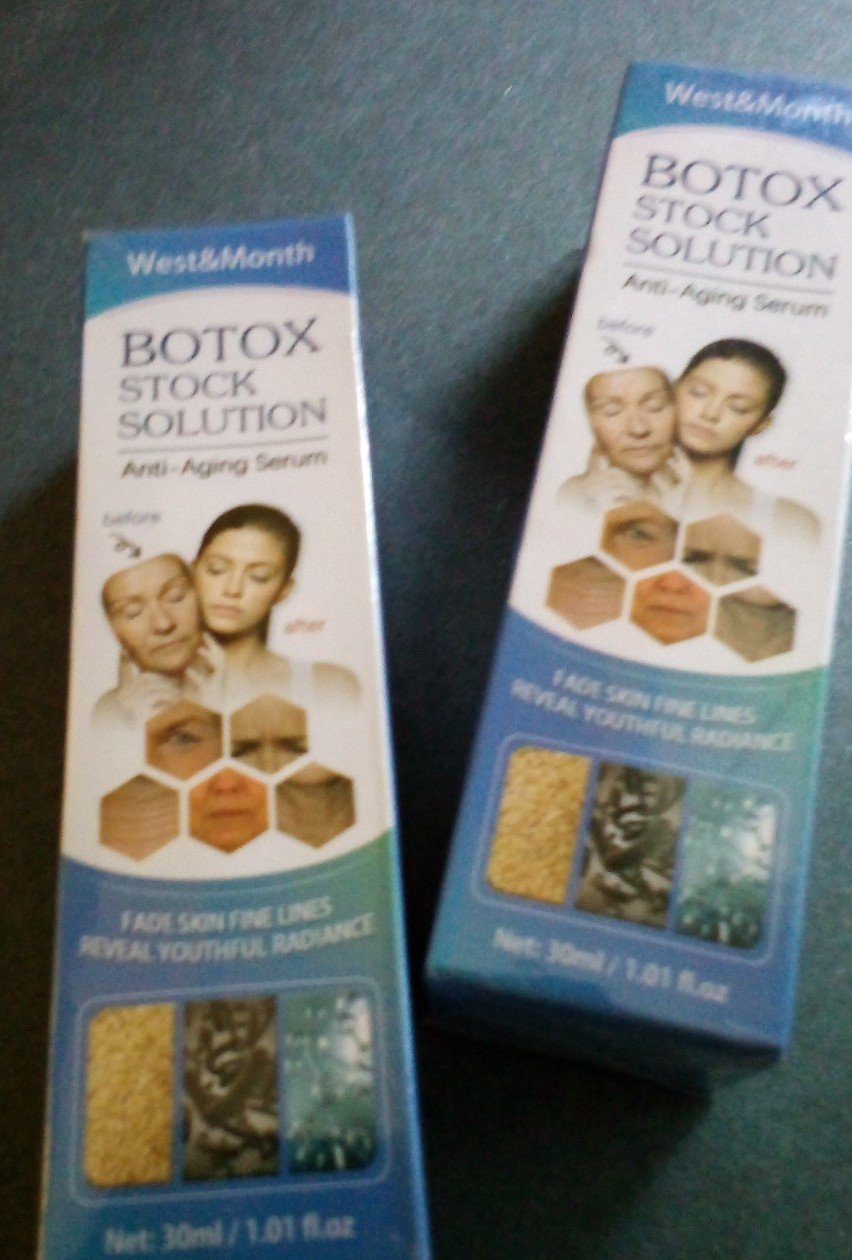 West&Month
BOTOX
STOCK
SOLUTION
Anti-Aging Serum
before
after
FADE SKIN FINE LINES
REVEAL YOUTHFUL RADIANCE
Net: 30ml / 1.01 fl.oz
West&Month
BOTOX
STOCK
SOLUTION
Anti-Aging Serum
before
after
FADE SKIN FINE LINES
REVEAL YOUTHFUL RADIANCE
Net: 30ml / 1.01 fl.oz